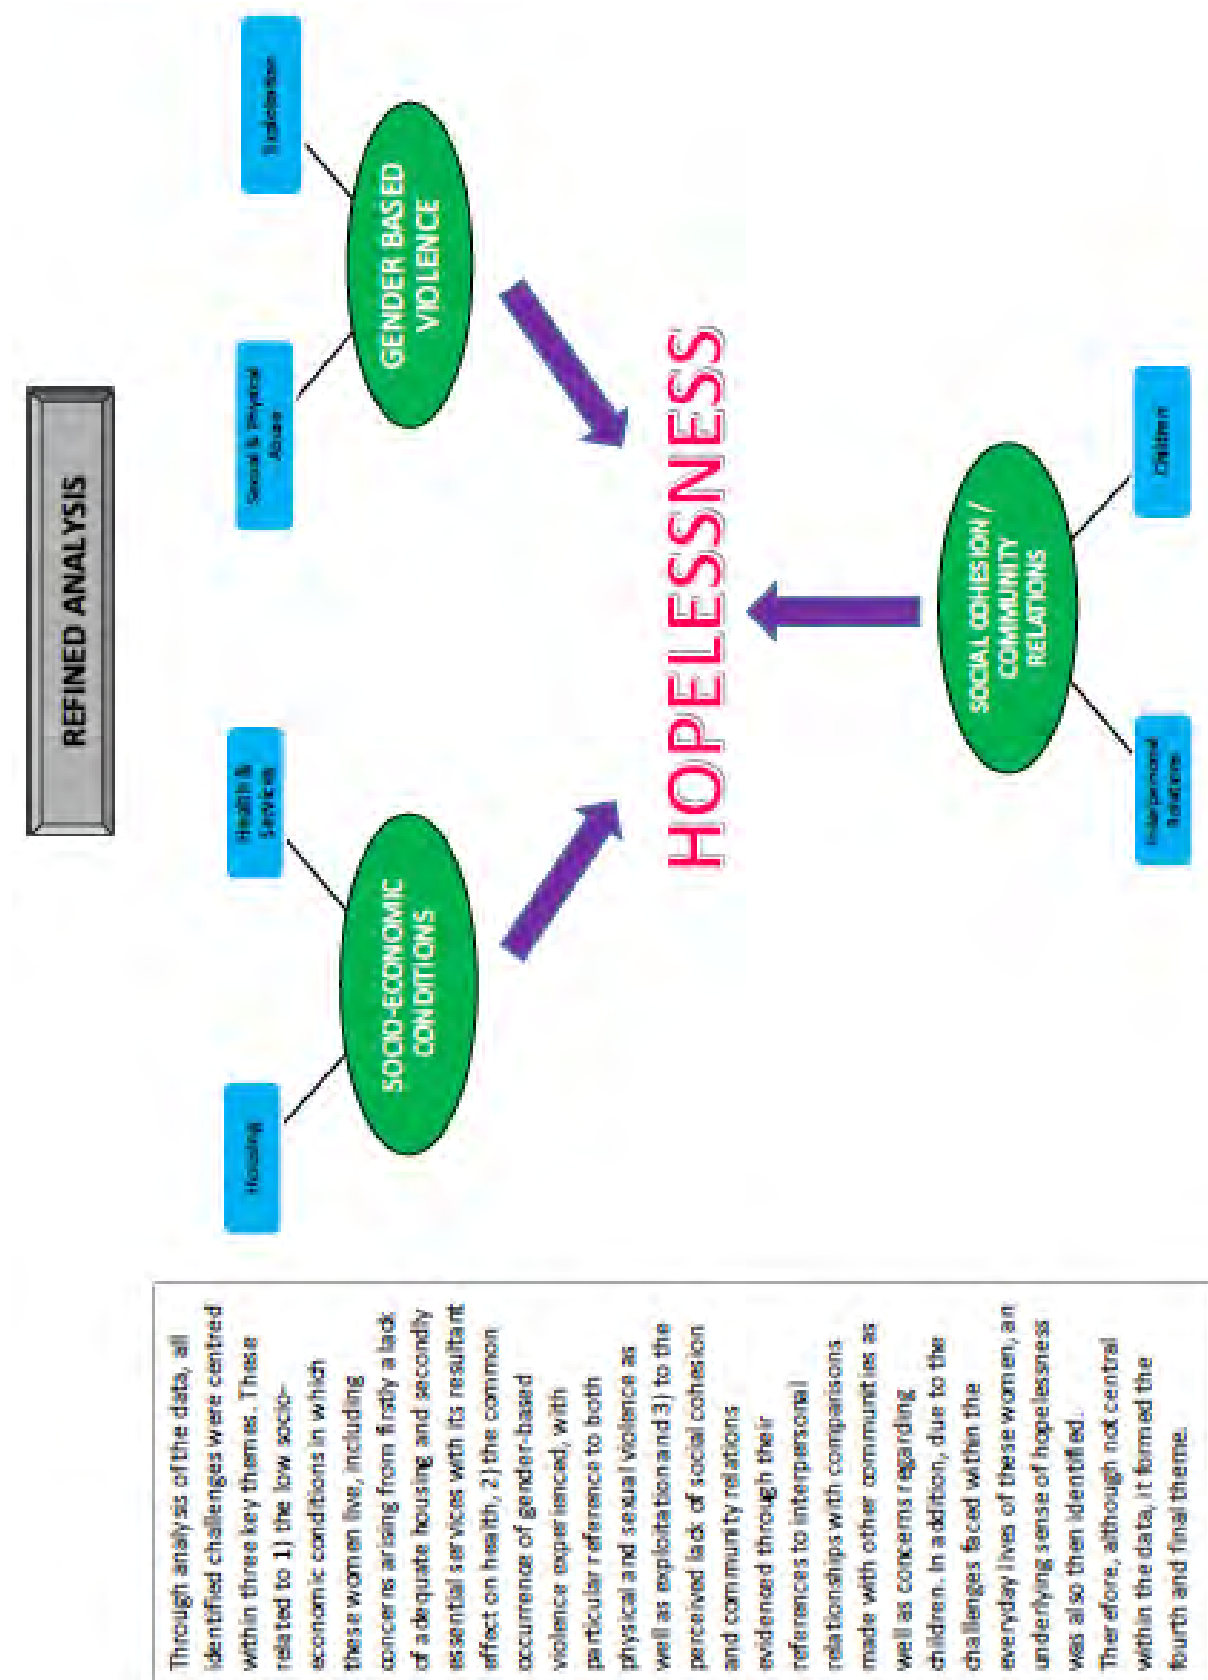 REFINED ANALYSIS
Through analysis of the data, all
identified challenges were centred
within three key themes. These
related to 1) the low socio-
economic conditions in which
these women live, including
concerns arising from firstly a lack
of adequate housing and secondly
essential services with its resultant
effect on health, 2) the common
occurrence of gender-based
violence experienced, with
particular reference to both
physical and sexual violence as
well as exploitation and 3) to the
perceived lack of social cohesion
and community relations
evidenced through their
references to interpersonal
relationships with comparisons
made with other communities as
well as concerns regarding
children. In addition, due to the
challenges faced within the
everyday lives of these women, an
underlying sense of hopelessness
was also then identified.
Therefore, although not central
within the data, it formed the
fourth and final theme.
Housing
Health &
Services
SOCIO-ECONOMIC
CONDITIONS
Sexual & Physical
Abuse
Exploitation
GENDER BASED
VIOLENCE
HOPELESSNESS
SOCIAL COHESION /
COMMUNITY
RELATIONS
Interpersonal
Relations
Children